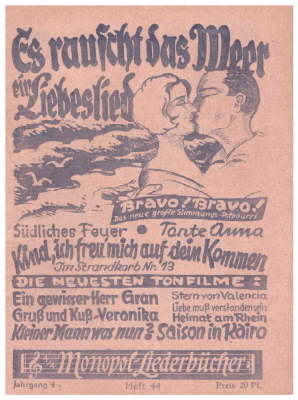 Es rauscht das Meer
ein Liebeslied
Bravo! Bravo!
Das neue große Stimmungs-Potpourri
Südliches Feuer • Tante Anna
Kind, ich freu' mich auf dein Kommen
Im Strandkorb Nr. 13
DIE NEUESTEN TONFILME:
Ein gewisser Herr Gran
Stern von Valencia
Liebe muß verstanden sein
Gruß und Kuß-Veronika
Heimat am Rhein
Kleiner Mann was nun?
Saison in Kairo
Monopol-Liederbücher
Jahrgang 4 Heft 44 Preis 20 Pf.